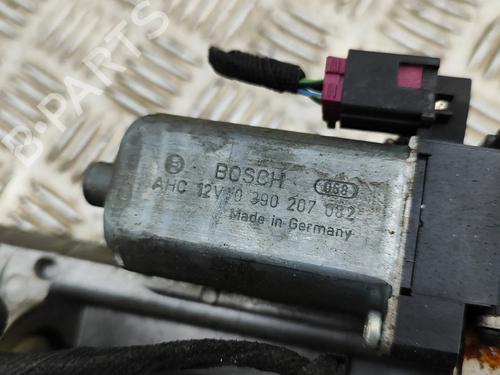 BOSCH
068
AHC 12V 0 390 207 082
Made in Germany
B-PARTS